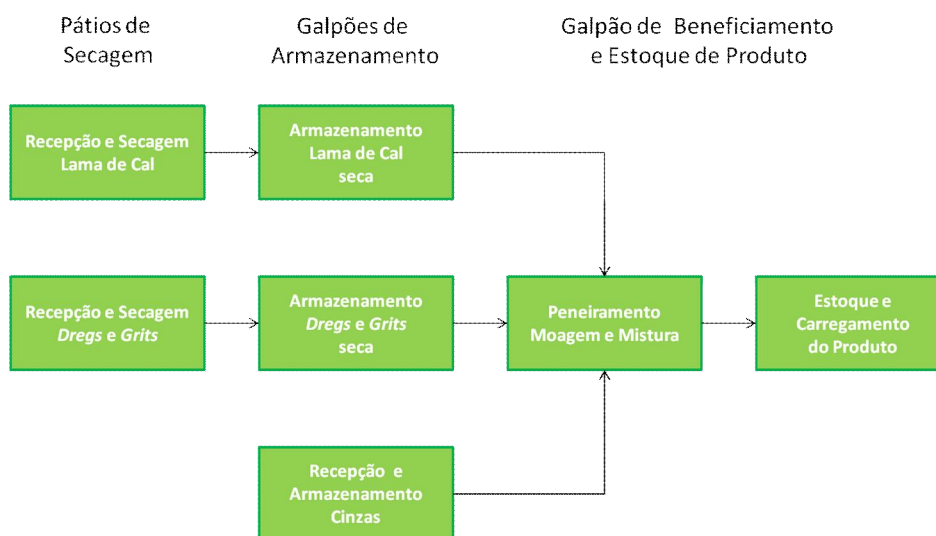 Pátios de
Secagem
Galpões de
Armazenamento
Galpão de Beneficiamento
e Estoque de Produto
Recepção e Secagem
Lama de Cal
Armazenamento
Lama de Cal
seca
Recepção e Secagem
Dregs e Grits
Armazenamento
Dregs e Grits
seca
Peneiramento
Moagem e Mistura
Estoque e
Carregamento
do Produto
Recepção e
Armazenamento
Cinzas